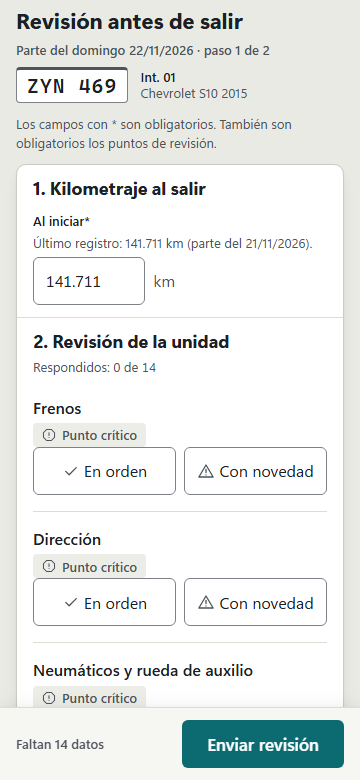 Revisión antes de salir
Parte del domingo 22/11/2026 · paso 1 de 2
ZYN 469
Int. 01
Chevrolet S10 2015
Los campos con * son obligatorios. También son
obligatorios los puntos de revisión.
1. Kilometraje al salir
Al iniciar*
Último registro: 141.711 km (parte del 21/11/2026).
141.711 km
2. Revisión de la unidad
Respondidos: 0 de 14
Frenos
Punto crítico
En orden
Con novedad
Dirección
Punto crítico
En orden
Con novedad
Neumáticos y rueda de auxilio
Punto crítico
Faltan 14 datos
Enviar revisión